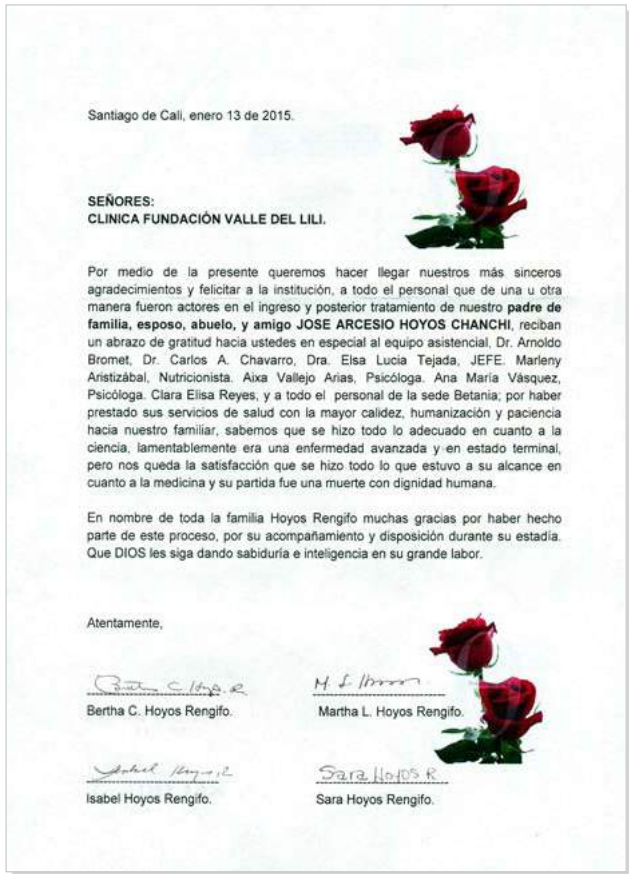 Santiago de Cali, enero 13 de 2015.
SEÑORES:
CLINICA FUNDACIÓN VALLE DEL LILI.
Por medio de la presente queremos hacer llegar nuestros más sinceros
agradecimientos y felicitar a la institución, a todo el personal que de una u otra
manera fueron actores en el ingreso y posterior tratamiento de nuestro padre de
familia, esposo, abuelo, y amigo JOSE ARCESIO HOYOS CHANCHI, reciban
un abrazo de gratitud hacia ustedes en especial al equipo asistencial, Dr. Arnoldo
Bromet, Dr. Carlos A. Chavarro, Dra. Elsa Lucia Tejada, JEFE. Marleny
Aristizábal, Nutricionista. Aixa Vallejo Arias, Psicóloga. Ana María Vásquez,
Psicóloga. Clara Elisa Reyes, y a todo el personal de la sede Betania; por haber
prestado sus servicios de salud con la mayor calidez, humanización y paciencia
hacia nuestro familiar, sabemos que se hizo todo lo adecuado en cuanto a la
ciencia, lamentablemente era una enfermedad avanzada y en estado terminal,
pero nos queda la satisfacción que se hizo todo lo que estuvo a su alcance en
cuanto a la medicina y su partida fue una muerte con dignidad humana.
En nombre de toda la familia Hoyos Rengifo muchas gracias por haber hecho
parte de este proceso, por su acompañamiento y disposición durante su estadía.
Que DIOS les siga dando sabiduría e inteligencia en su grande labor.
Atentamente,
Bertha C. Hoyos Rengifo. Martha L. Hoyos Rengifo.
Sara Hoyos R
Isabel Hoyos Rengifo. Sara Hoyos Rengifo.